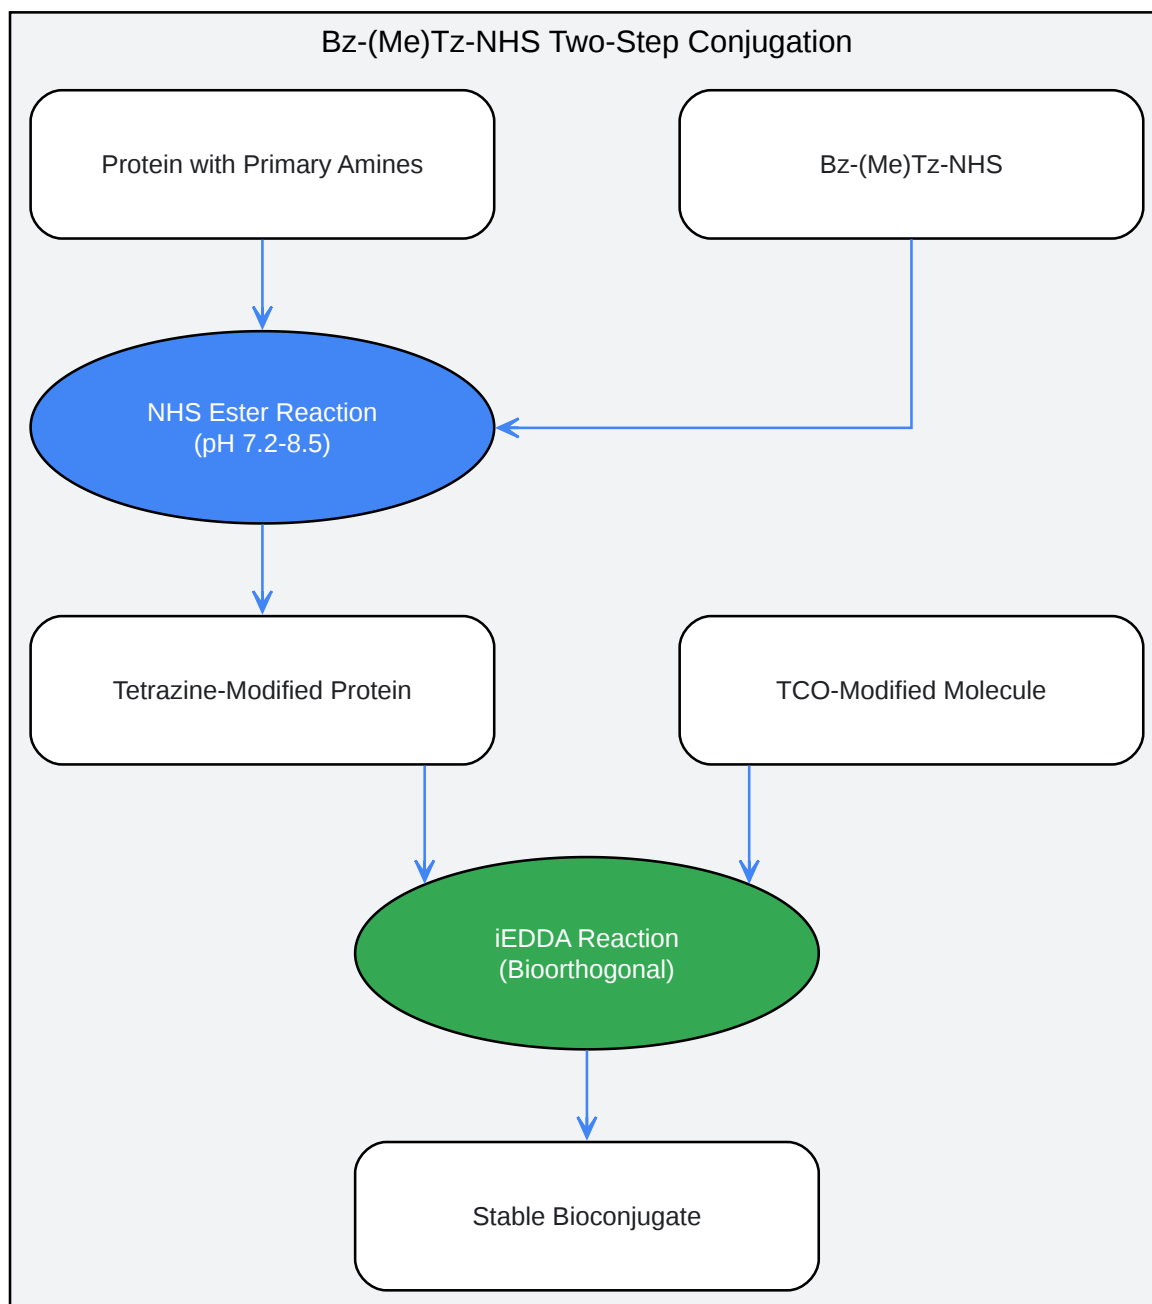 Bz-(Me)Tz-NHS Two-Step Conjugation
Protein with Primary Amines
Bz-(Me)Tz-NHS
NHS Ester Reaction
(pH 7.2-8.5)
Tetrazine-Modified Protein
TCO-Modified Molecule
iEDDA Reaction
(Bioorthogonal)
Stable Bioconjugate